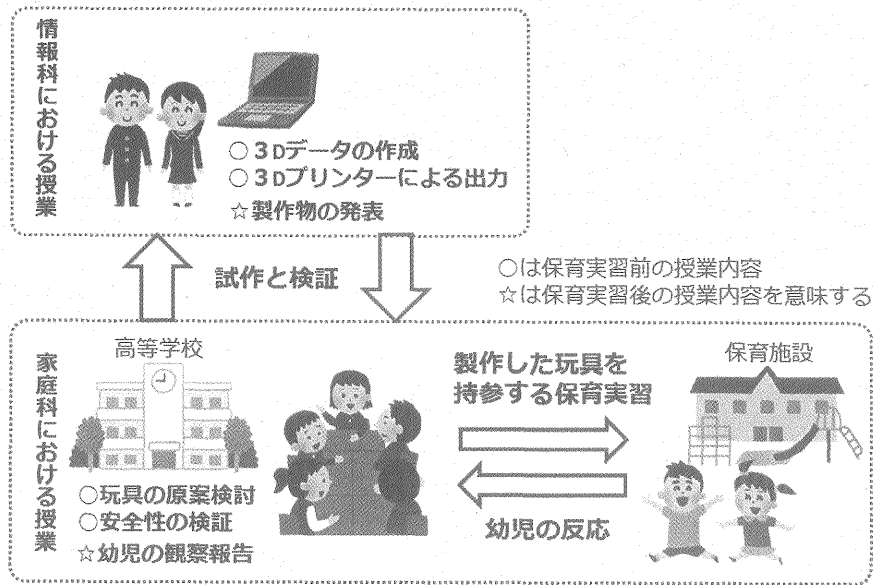 情報科における授業
○3Dデータの作成
○3Dプリンターによる出力
☆製作物の発表
試作と検証
○は保育実習前の授業内容
☆は保育実習後の授業内容を意味する
家庭科における授業
高等学校
○玩具の原案検討
○安全性の検証
☆幼児の観察報告
製作した玩具を
持参する保育実習
幼児の反応
保育施設